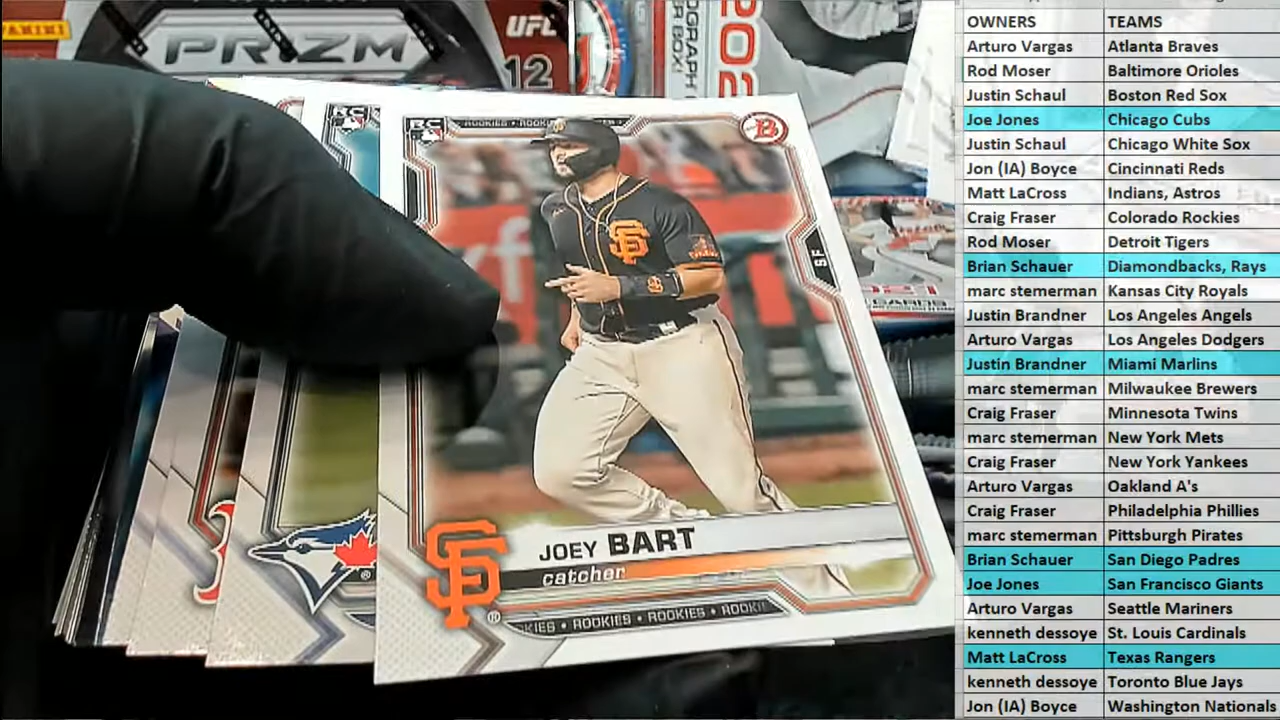 PANINI
PRIZM
UFL
12
202
RC
RC
ROOKIES • ROOK
B
SF
SF
JOEY BART
catcher
KIES • ROOKIES • ROOKIES • ROOKI
OWNERS TEAMS
Arturo Vargas Atlanta Braves
Rod Moser Baltimore Orioles
Justin Schaul Boston Red Sox
Joe Jones Chicago Cubs
Justin Schaul Chicago White Sox
Jon (IA) Boyce Cincinnati Reds
Matt LaCross Indians, Astros
Craig Fraser Colorado Rockies
Rod Moser Detroit Tigers
Brian Schauer Diamondbacks, Rays
marc stemerman Kansas City Royals
Justin Brandner Los Angeles Angels
Arturo Vargas Los Angeles Dodgers
Justin Brandner Miami Marlins
marc stemerman Milwaukee Brewers
Craig Fraser Minnesota Twins
marc stemerman New York Mets
Craig Fraser New York Yankees
Arturo Vargas Oakland A's
Craig Fraser Philadelphia Phillies
marc stemerman Pittsburgh Pirates
Brian Schauer San Diego Padres
Joe Jones San Francisco Giants
Arturo Vargas Seattle Mariners
kenneth dessoye St. Louis Cardinals
Matt LaCross Texas Rangers
kenneth dessoye Toronto Blue Jays
Jon (IA) Boyce Washington Nationals